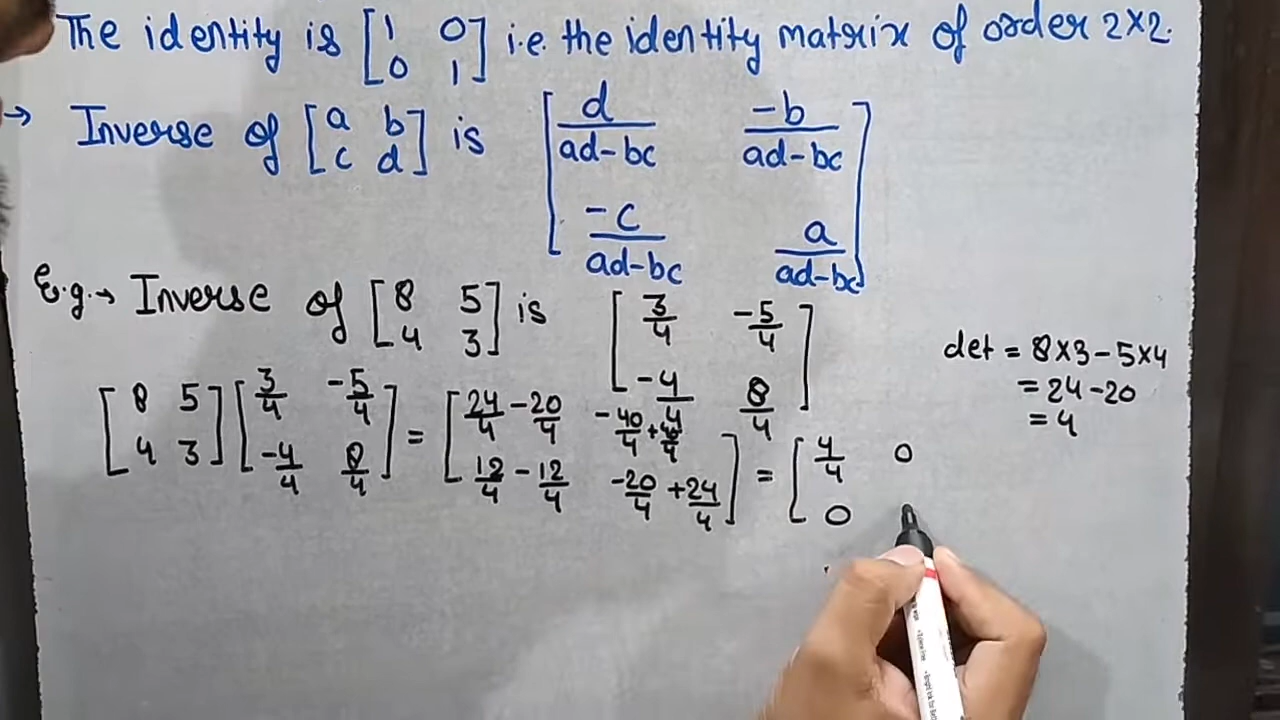 The identity is [1 0 0 1] i.e. the identity matrix of order 2×2.
→ Inverse of [a b c d] is [d/ad-bc -b/ad-bc -c/ad-bc a/ad-bc]
E.g.→ Inverse of [8 5 4 3] is [3/4 -5/4 -4/4 8/4]
det = 8×3-5×4
= 24-20
= 4
[8 5 4 3] [3/4 -5/4 -4/4 8/4] = [24/4-20/4 -40/4+40/4 12/4-12/4 -20/4+24/4] = [4/4 0 0